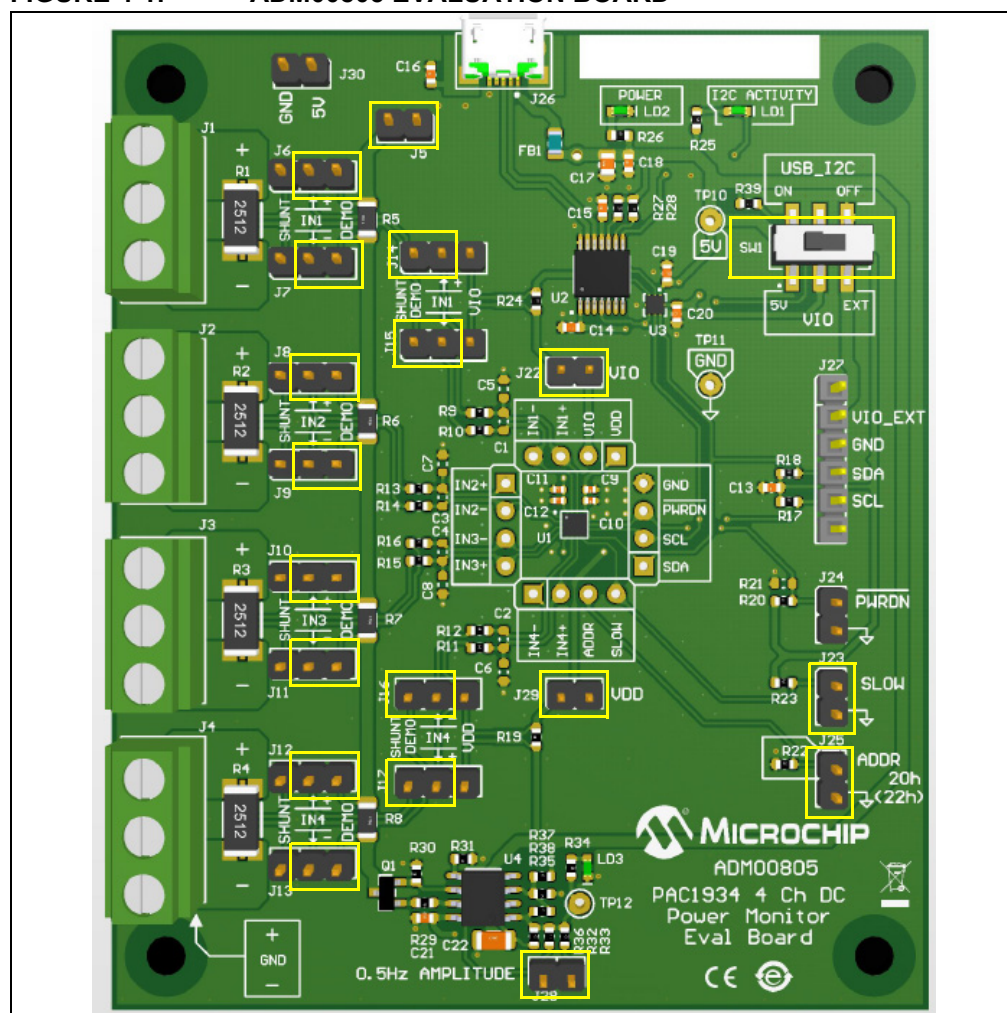 FIGURE 4-1: ADM00805 EVALUATION BOARD
C16
J30
GND
5V
J26
POWER
LD2
I2C ACTIVITY
LD1
J1
J5
FB1
R26
R25
+
J6
R1
2512
SHUNT
IN1
DEMO
R5
C17
C18
USB_I2C
ON
OFF
R39
TP10
5V
SW1
C15
R27
R28
J14
SHUNT
DEMO
IN1
VIO
R24
C19
U2
C14
U3
C20
5V
EXT
VIO
−
J7
J2
J15
TP11
GND
J8
+
R2
2512
SHUNT
IN2
DEMO
R6
J22
VIO
C5
R9
R10
C1
IN1-
IN1+
VIO
VDD
J27
VIO_EXT
GND
SDA
SCL
R18
C13
R17
−
J9
C7
R13
R14
C3
C4
R16
R15
C8
IN2+
IN2-
IN3-
IN3+
C11
C9
C12
C10
U1
GND
PWRDN
SCL
SDA
J3
J10
+
R3
2512
SHUNT
IN3
DEMO
R7
R21
R20
J24
PWRDN
C2
R12
R11
C6
IN4-
IN4+
ADDR
SLOW
−
J11
J16
SHUNT
DEMO
IN4
VDD
J29
VDD
R19
J23
SLOW
R23
J4
J12
+
R4
2512
SHUNT
IN4
DEMO
R8
J17
J25
R22
ADDR
20h
(22h)
−
J13
MICROCHIP
ADM00805
PAC1934 4 Ch DC
Power Monitor
Eval Board
Q1
R30
R31
U4
R37
R38
R35
R34
LD3
TP12
R29
C21
C22
R36
R32
R33
+
GND
−
0.5Hz AMPLITUDE
J28
CE
e